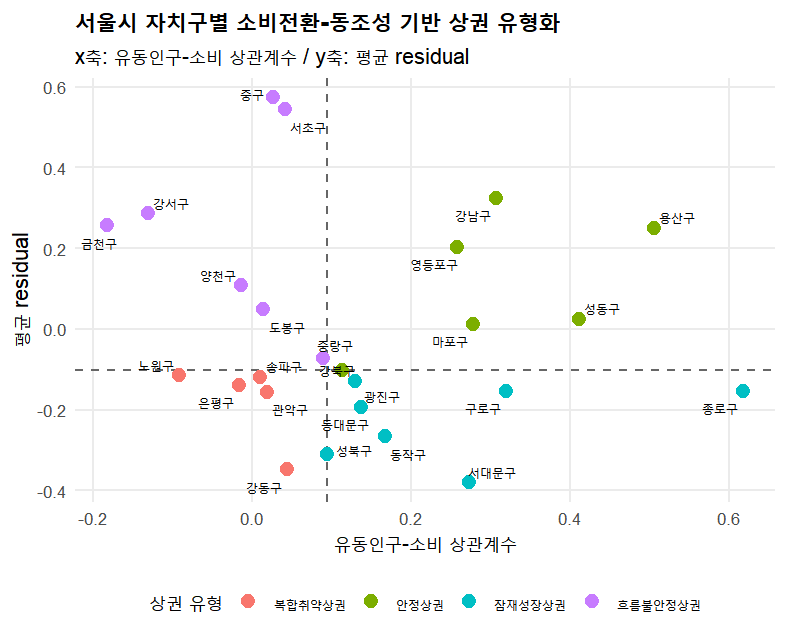 서울시 자치구별 소비전환-동조성 기반 상권 유형화
x축: 유동인구-소비 상관계수 / y축: 평균 residual
0.6
중구
서초구
0.4
강서구
강남구
용산구
금천구
0.2
영등포구
양천구
성동구
도봉구
0.0
마포구
중랑구
노원구
송파구
강북구
은평구
관악구
광진구
구로구
종로구
-0.2
동대문구
성북구
동작구
서대문구
강동구
-0.4
평균 residual
-0.2 0.0 0.2 0.4 0.6
유동인구-소비 상관계수
상권 유형 복합취약상권 안정상권 잠재성장상권 흐름불안정상권